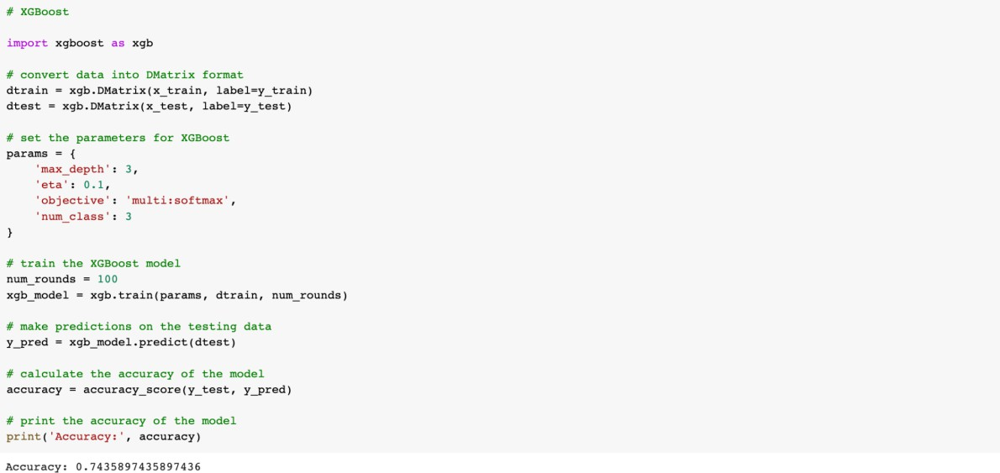 # XGBoost
import xgboost as xgb
# convert data into DMatrix format
dtrain = xgb.DMatrix(x_train, label=y_train)
dtest = xgb.DMatrix(x_test, label=y_test)
# set the parameters for XGBoost
params = {
    'max_depth': 3,
    'eta': 0.1,
    'objective': 'multi:softmax',
    'num_class': 3
}
# train the XGBoost model
num_rounds = 100
xgb_model = xgb.train(params, dtrain, num_rounds)
# make predictions on the testing data
y_pred = xgb_model.predict(dtest)
# calculate the accuracy of the model
accuracy = accuracy_score(y_test, y_pred)
# print the accuracy of the model
print('Accuracy:', accuracy)
Accuracy: 0.7435897435897436